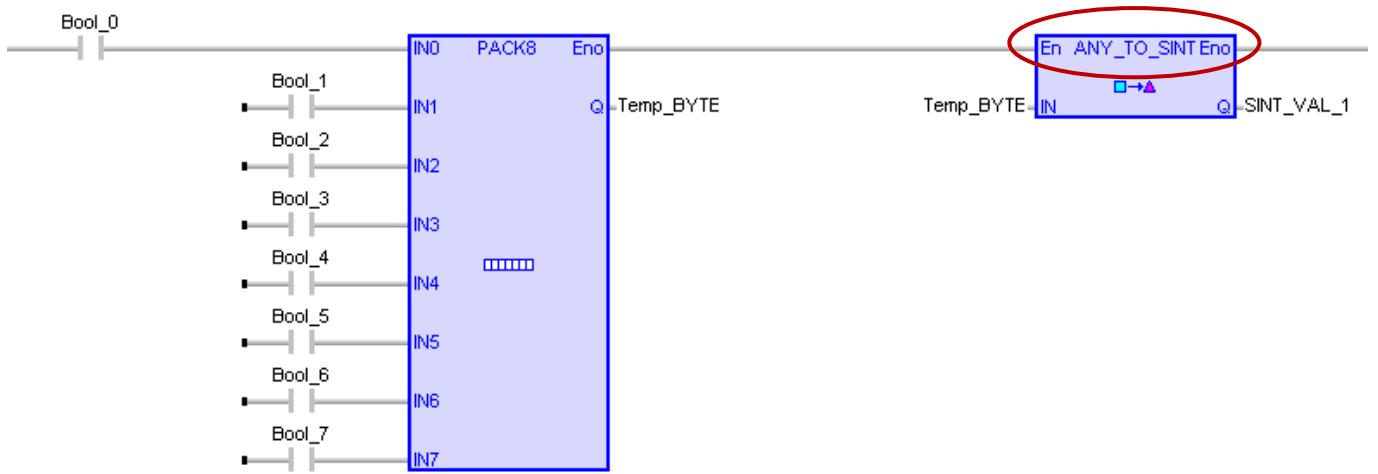 Bool_0
IN0 PACK8 Eno
En ANY_TO_SINT Eno
Bool_1
IN1 Q Temp_BYTE
Temp_BYTE IN Q SINT_VAL_1
Bool_2
IN2
Bool_3
IN3
Bool_4
IN4
Bool_5
IN5
Bool_6
IN6
Bool_7
IN7